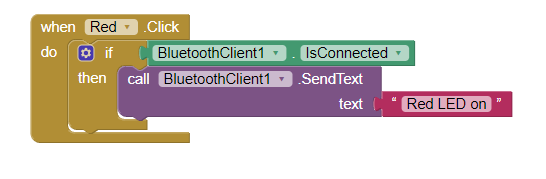 when Red .Click
do if BluetoothClient1 . IsConnected
then call BluetoothClient1 .SendText
text “ Red LED on ”